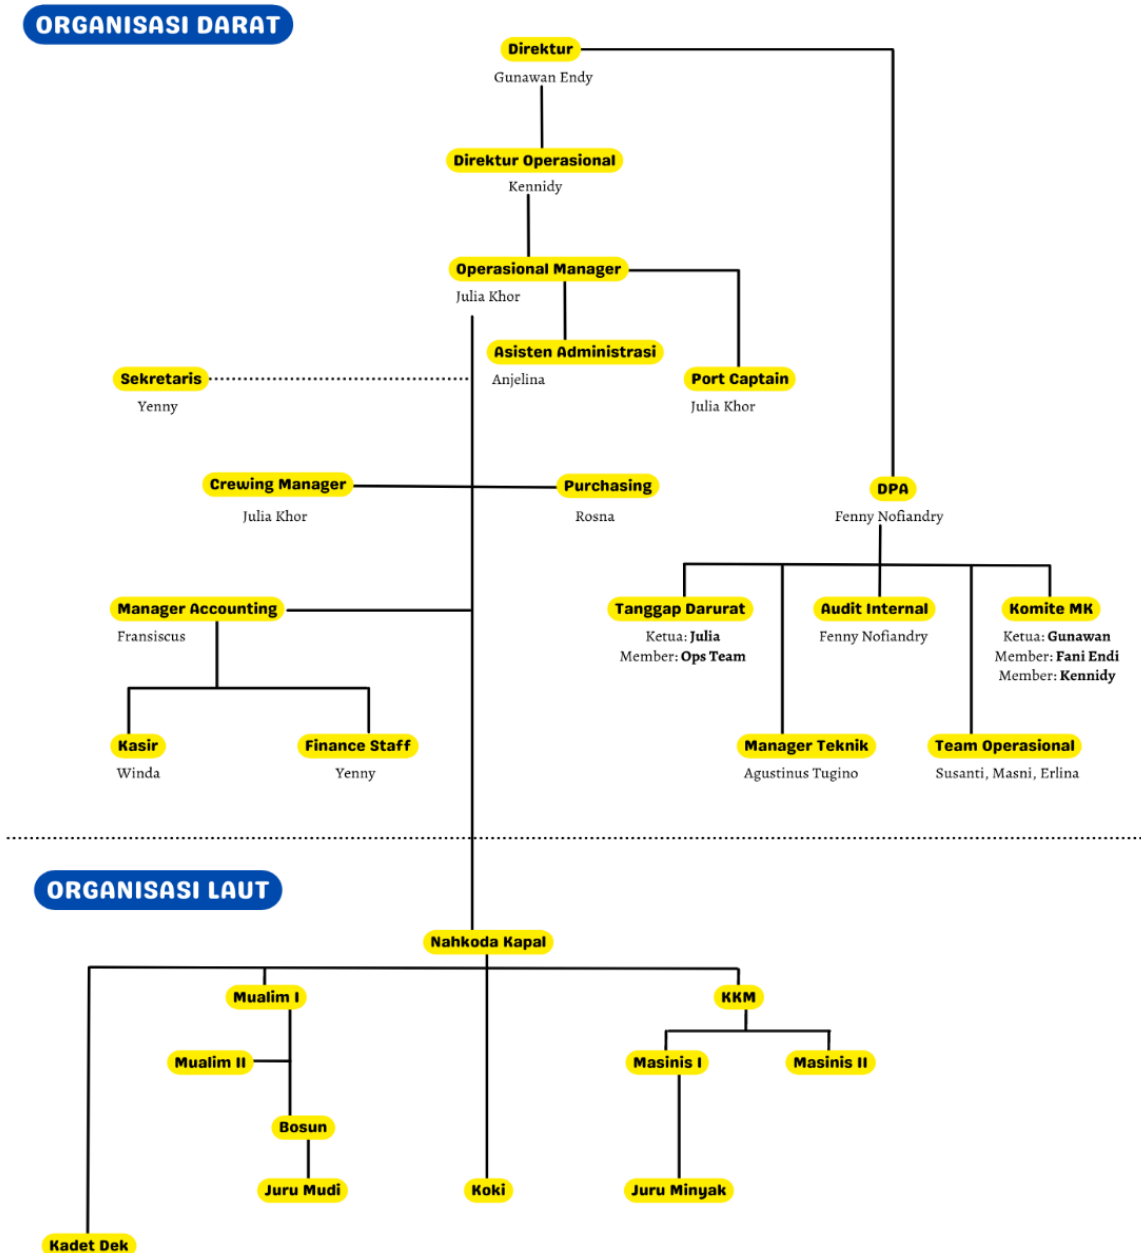 ORGANISASI DARAT
Direktur
Gunawan Endy
Direktur Operasional
Kennidy
Operasional Manager
Julia Khor
Asisten Administrasi
Anjelina
Port Captain
Julia Khor
Sekretaris
Yenny
Crewing Manager
Julia Khor
Purchasing
Rosna
DPA
Fenny Nofiandry
Manager Accounting
Fransiscus
Kasir
Winda
Finance Staff
Yenny
Tanggap Darurat
Ketua: Julia
Member: Ops Team
Audit Internal
Fenny Nofiandry
Komite MK
Ketua: Gunawan
Member: Fani Endi
Member: Kennidy
Manager Teknik
Agustinus Tugino
Team Operasional
Susanti, Masni, Erlina
ORGANISASI LAUT
Nahkoda Kapal
Mualim I
KKM
Mualim II
Masinis I
Masinis II
Bosun
Juru Mudi
Koki
Juru Minyak
Kadet Dek